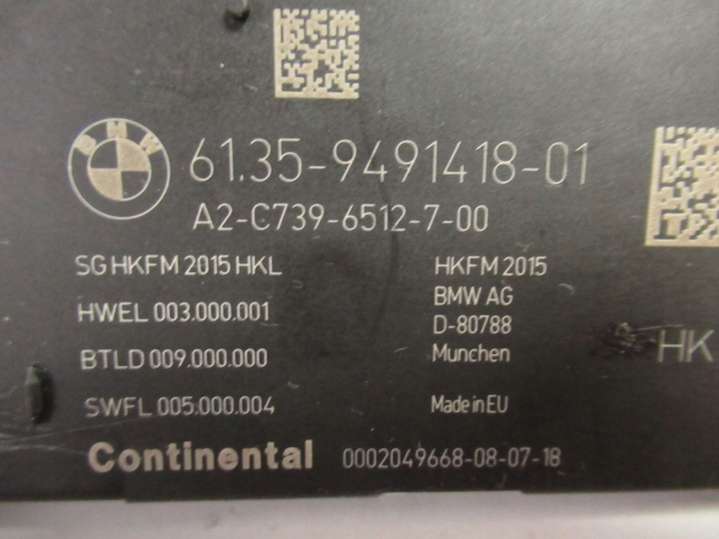 BMW
61.35-9491418-01
A2-C739-6512-7-00
SG HKFM 2015 HKL
HWEL 003.000.001
BTLD 009.000.000
SWFL 005.000.004
HKFM 2015
BMW AG
D-80788
Munchen
Made in EU
HK
Continental 0002049668-08-07-18